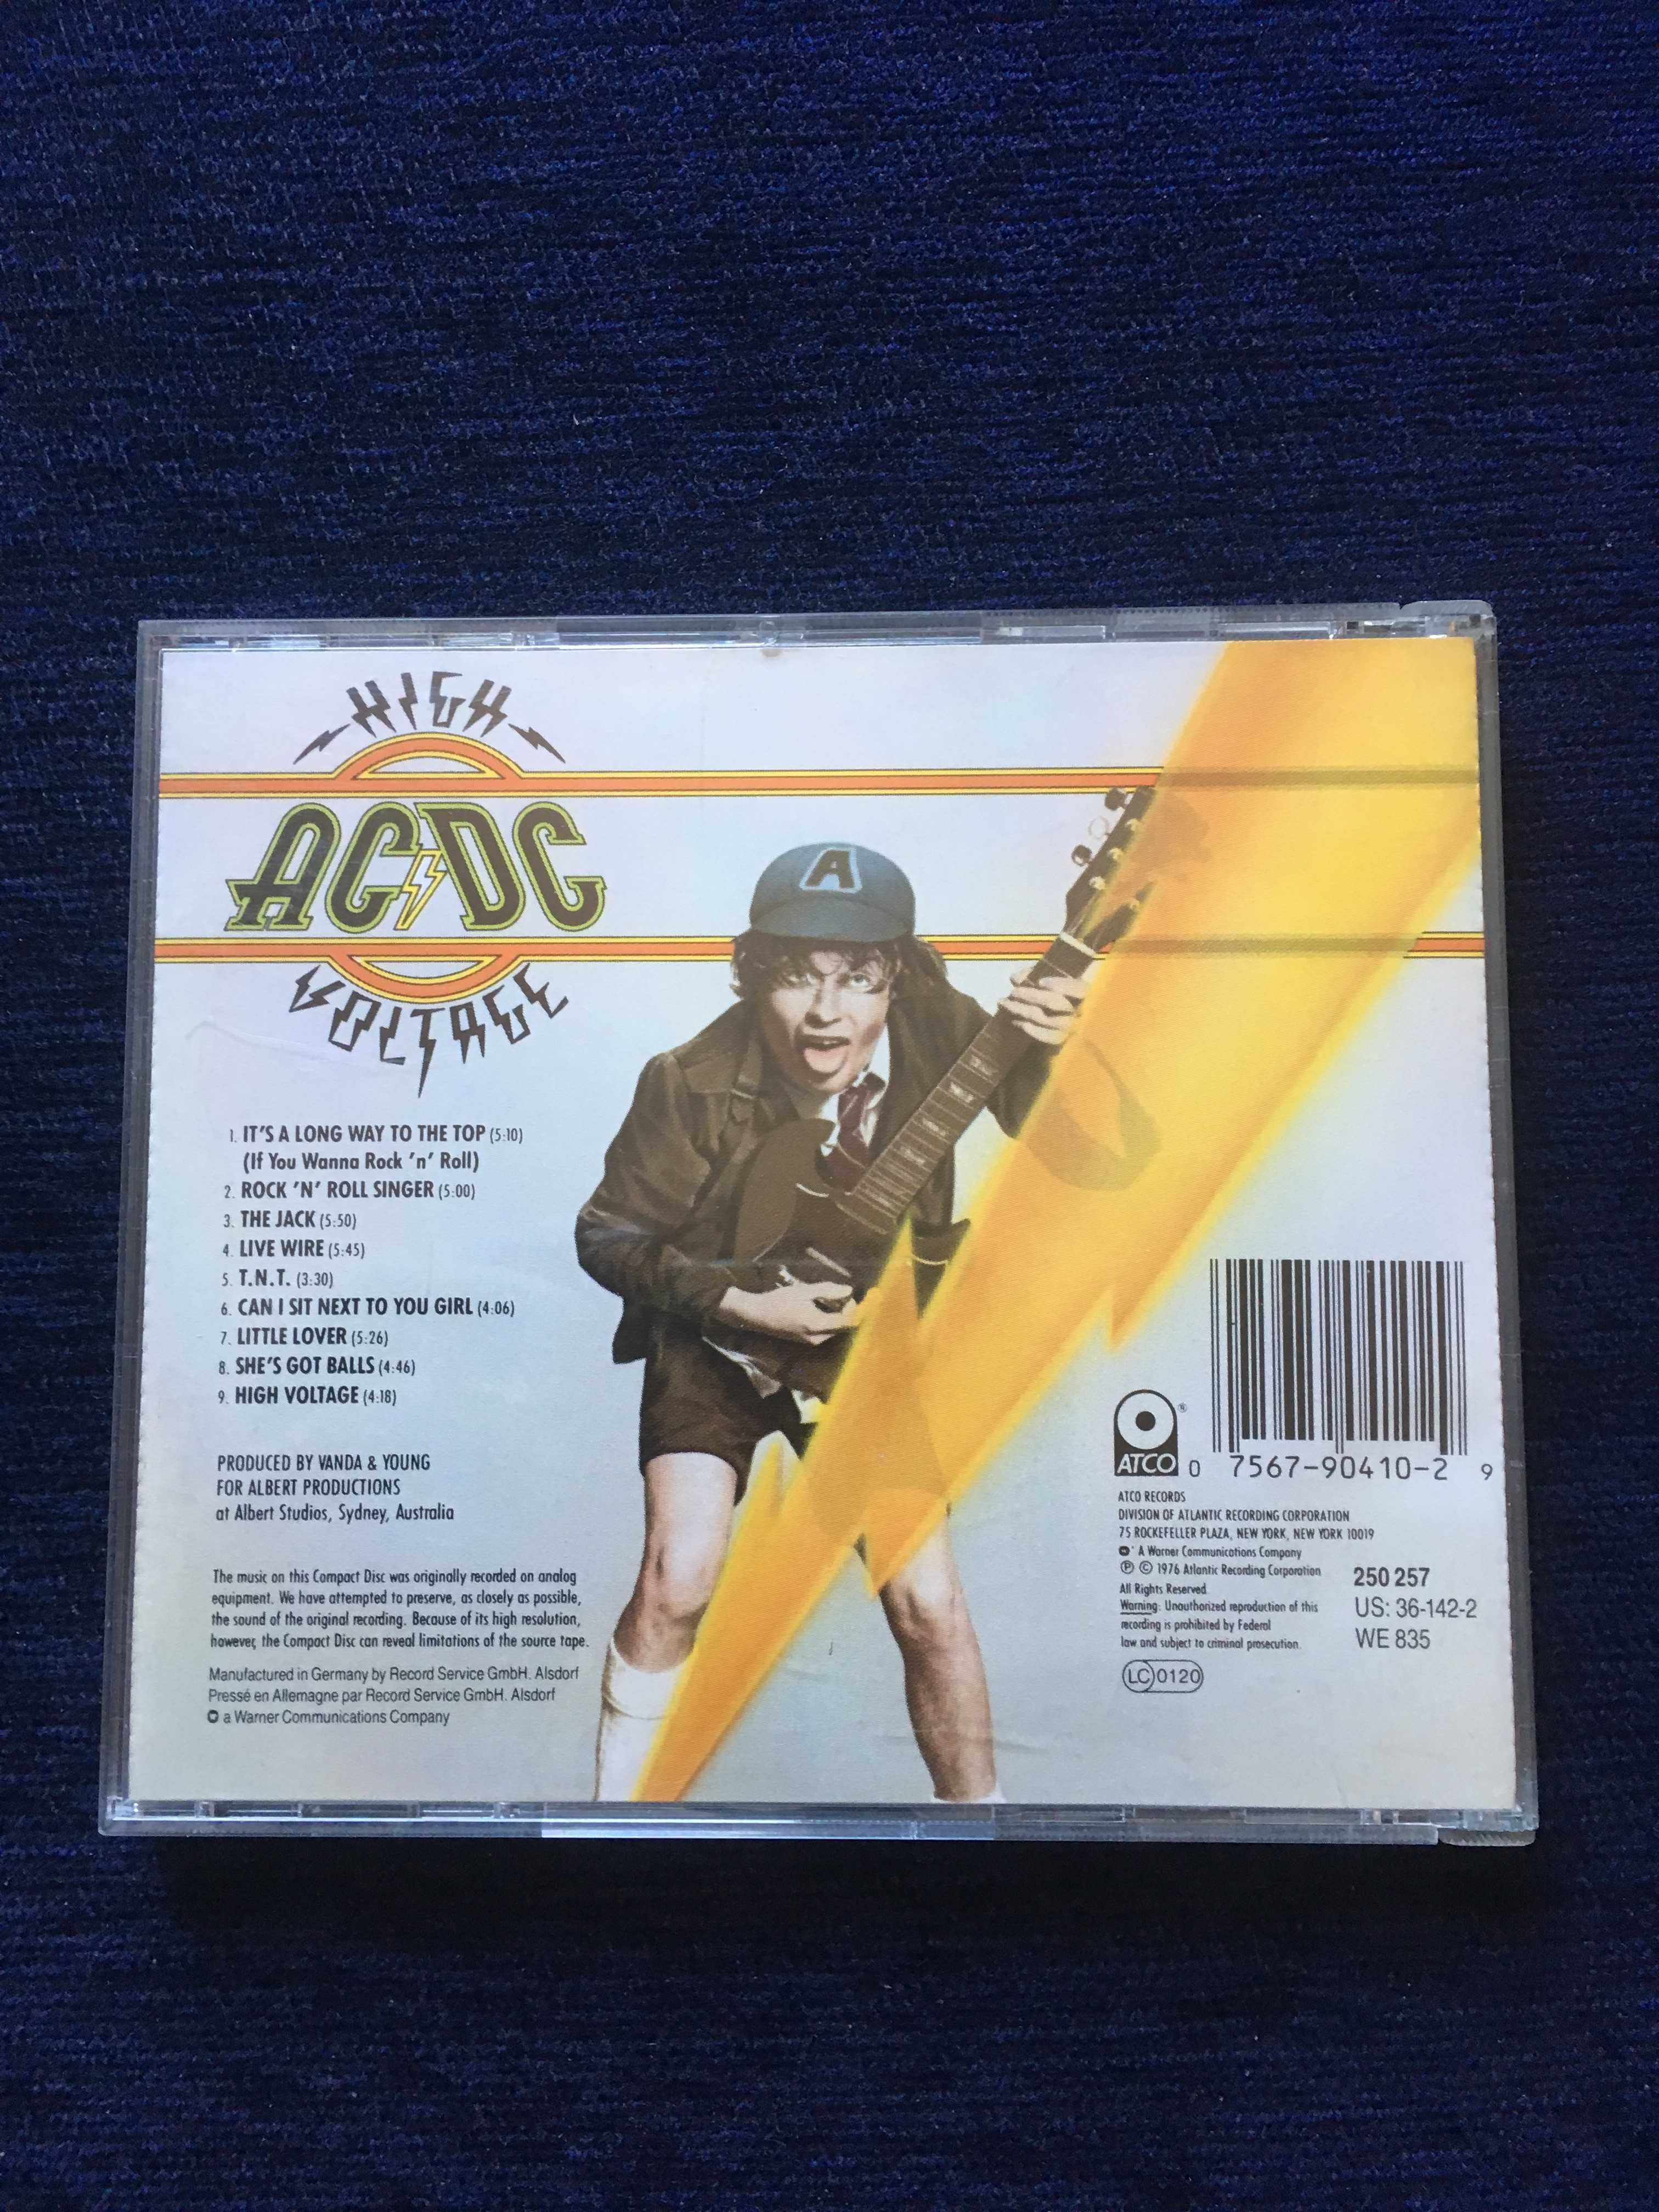 HIGH
AC DC
VOLTAGE
A
1. IT'S A LONG WAY TO THE TOP (5:10)
(If You Wanna Rock 'n' Roll)
2. ROCK 'N' ROLL SINGER (5:00)
3. THE JACK (5:50)
4. LIVE WIRE (5:45)
5. T.N.T. (3:30)
6. CAN I SIT NEXT TO YOU GIRL (4:06)
7. LITTLE LOVER (5:26)
8. SHE'S GOT BALLS (4:46)
9. HIGH VOLTAGE (4:18)
PRODUCED BY VANDA & YOUNG
FOR ALBERT PRODUCTIONS
at Albert Studios, Sydney, Australia
The music on this Compact Disc was originally recorded on analog
equipment. We have attempted to preserve, as closely as possible,
the sound of the original recording. Because of its high resolution,
however, the Compact Disc can reveal limitations of the source tape.
Manufactured in Germany by Record Service GmbH. Alsdorf
Pressé en Allemagne par Record Service GmbH. Alsdorf
a Warner Communications Company
ATCO ®
0 7567-90410-2 9
ATCO RECORDS
DIVISION OF ATLANTIC RECORDING CORPORATION
75 ROCKEFELLER PLAZA, NEW YORK, NEW YORK 10019
A Warner Communications Company
℗ © 1976 Atlantic Recording Corporation
All Rights Reserved
Warning: Unauthorized reproduction of this
recording is prohibited by Federal
law and subject to criminal prosecution.
250 257
US: 36-142-2
WE 835
LC 0120